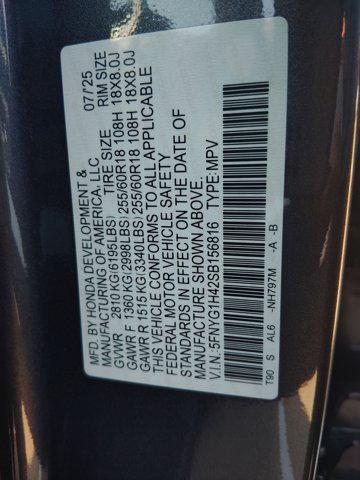 MFD. BY HONDA DEVELOPMENT & 07/'25
MANUFACTURING OF AMERICA, LLC
TIRE SIZE RIM SIZE
GVWR 2810 KG(6195LBS)
GAWR F 1360 KG(2998LBS) 255/60R18 108H 18X8.0J
GAWR R 1515 KG(3340LBS) 255/60R18 108H 18X8.0J
THIS VEHICLE CONFORMS TO ALL APPLICABLE
FEDERAL MOTOR VEHICLE SAFETY
STANDARDS IN EFFECT ON THE DATE OF
MANUFACTURE SHOWN ABOVE.
V.I.N.:5FNYG1H42SB156816 TYPE: MPV
T90 S AL6 -NH797M -A -B